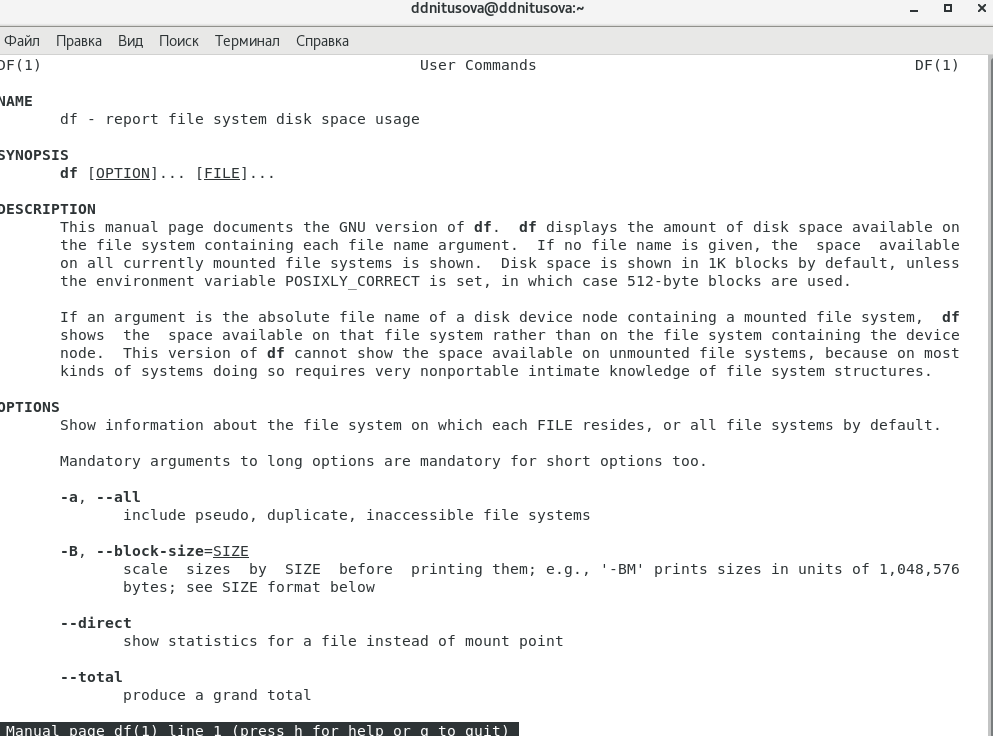 ddnitusova@ddnitusova:~
Файл Правка Вид Поиск Терминал Справка
DF(1) User Commands DF(1)
NAME
df - report file system disk space usage
SYNOPSIS
df [OPTION]... [FILE]...
DESCRIPTION
This manual page documents the GNU version of df.  df displays the amount of disk space available on
the file system containing each file name argument.  If no file name is given, the  space  available
on all currently mounted file systems is shown.  Disk space is shown in 1K blocks by default, unless
the environment variable POSIXLY_CORRECT is set, in which case 512-byte blocks are used.
If an argument is the absolute file name of a disk device node containing a mounted file system,  df
shows  the  space available on that file system rather than on the file system containing the device
node.  This version of df cannot show the space available on unmounted file systems, because on most
kinds of systems doing so requires very nonportable intimate knowledge of file system structures.
OPTIONS
Show information about the file system on which each FILE resides, or all file systems by default.
Mandatory arguments to long options are mandatory for short options too.
-a, --all
include pseudo, duplicate, inaccessible file systems
-B, --block-size=SIZE
scale  sizes  by  SIZE  before  printing them; e.g., '-BM' prints sizes in units of 1,048,576
bytes; see SIZE format below
--direct
show statistics for a file instead of mount point
--total
produce a grand total
Manual page df(1) line 1 (press h for help or q to quit)